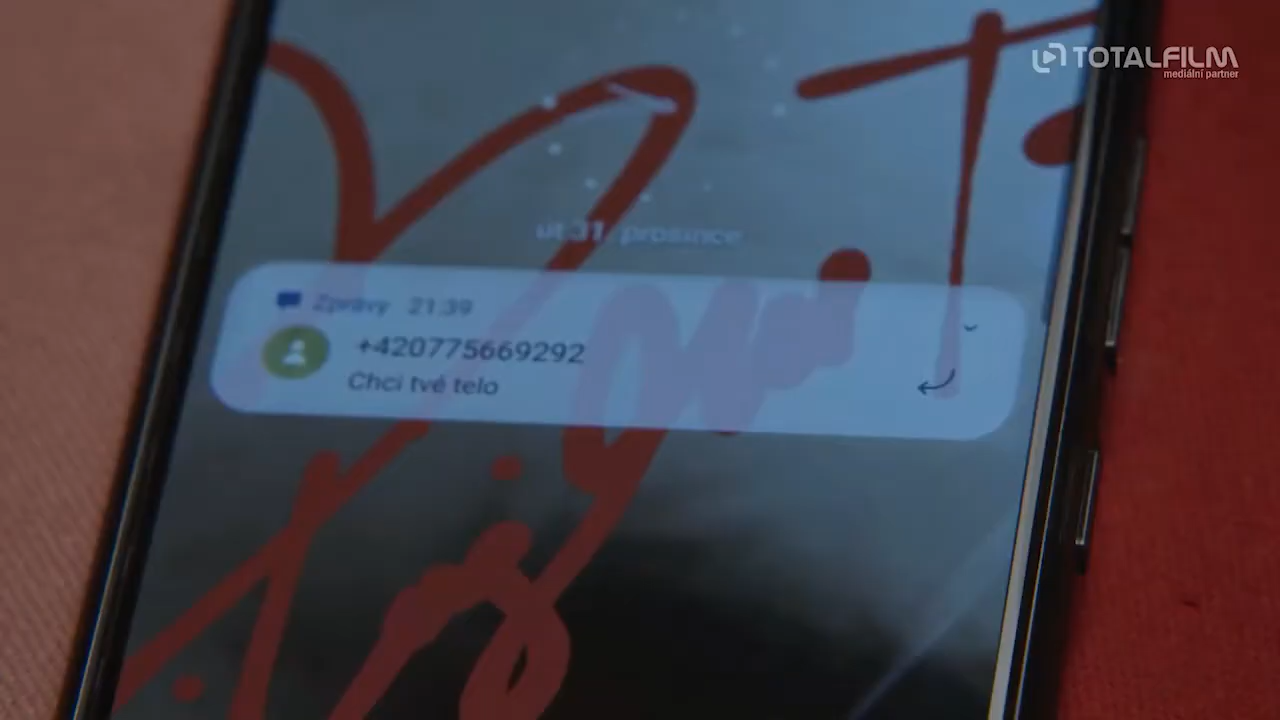 TOTALFILM
mediální partner
út 31. prosince
Zprávy 21:39
+420775669292
Chci tvé telo